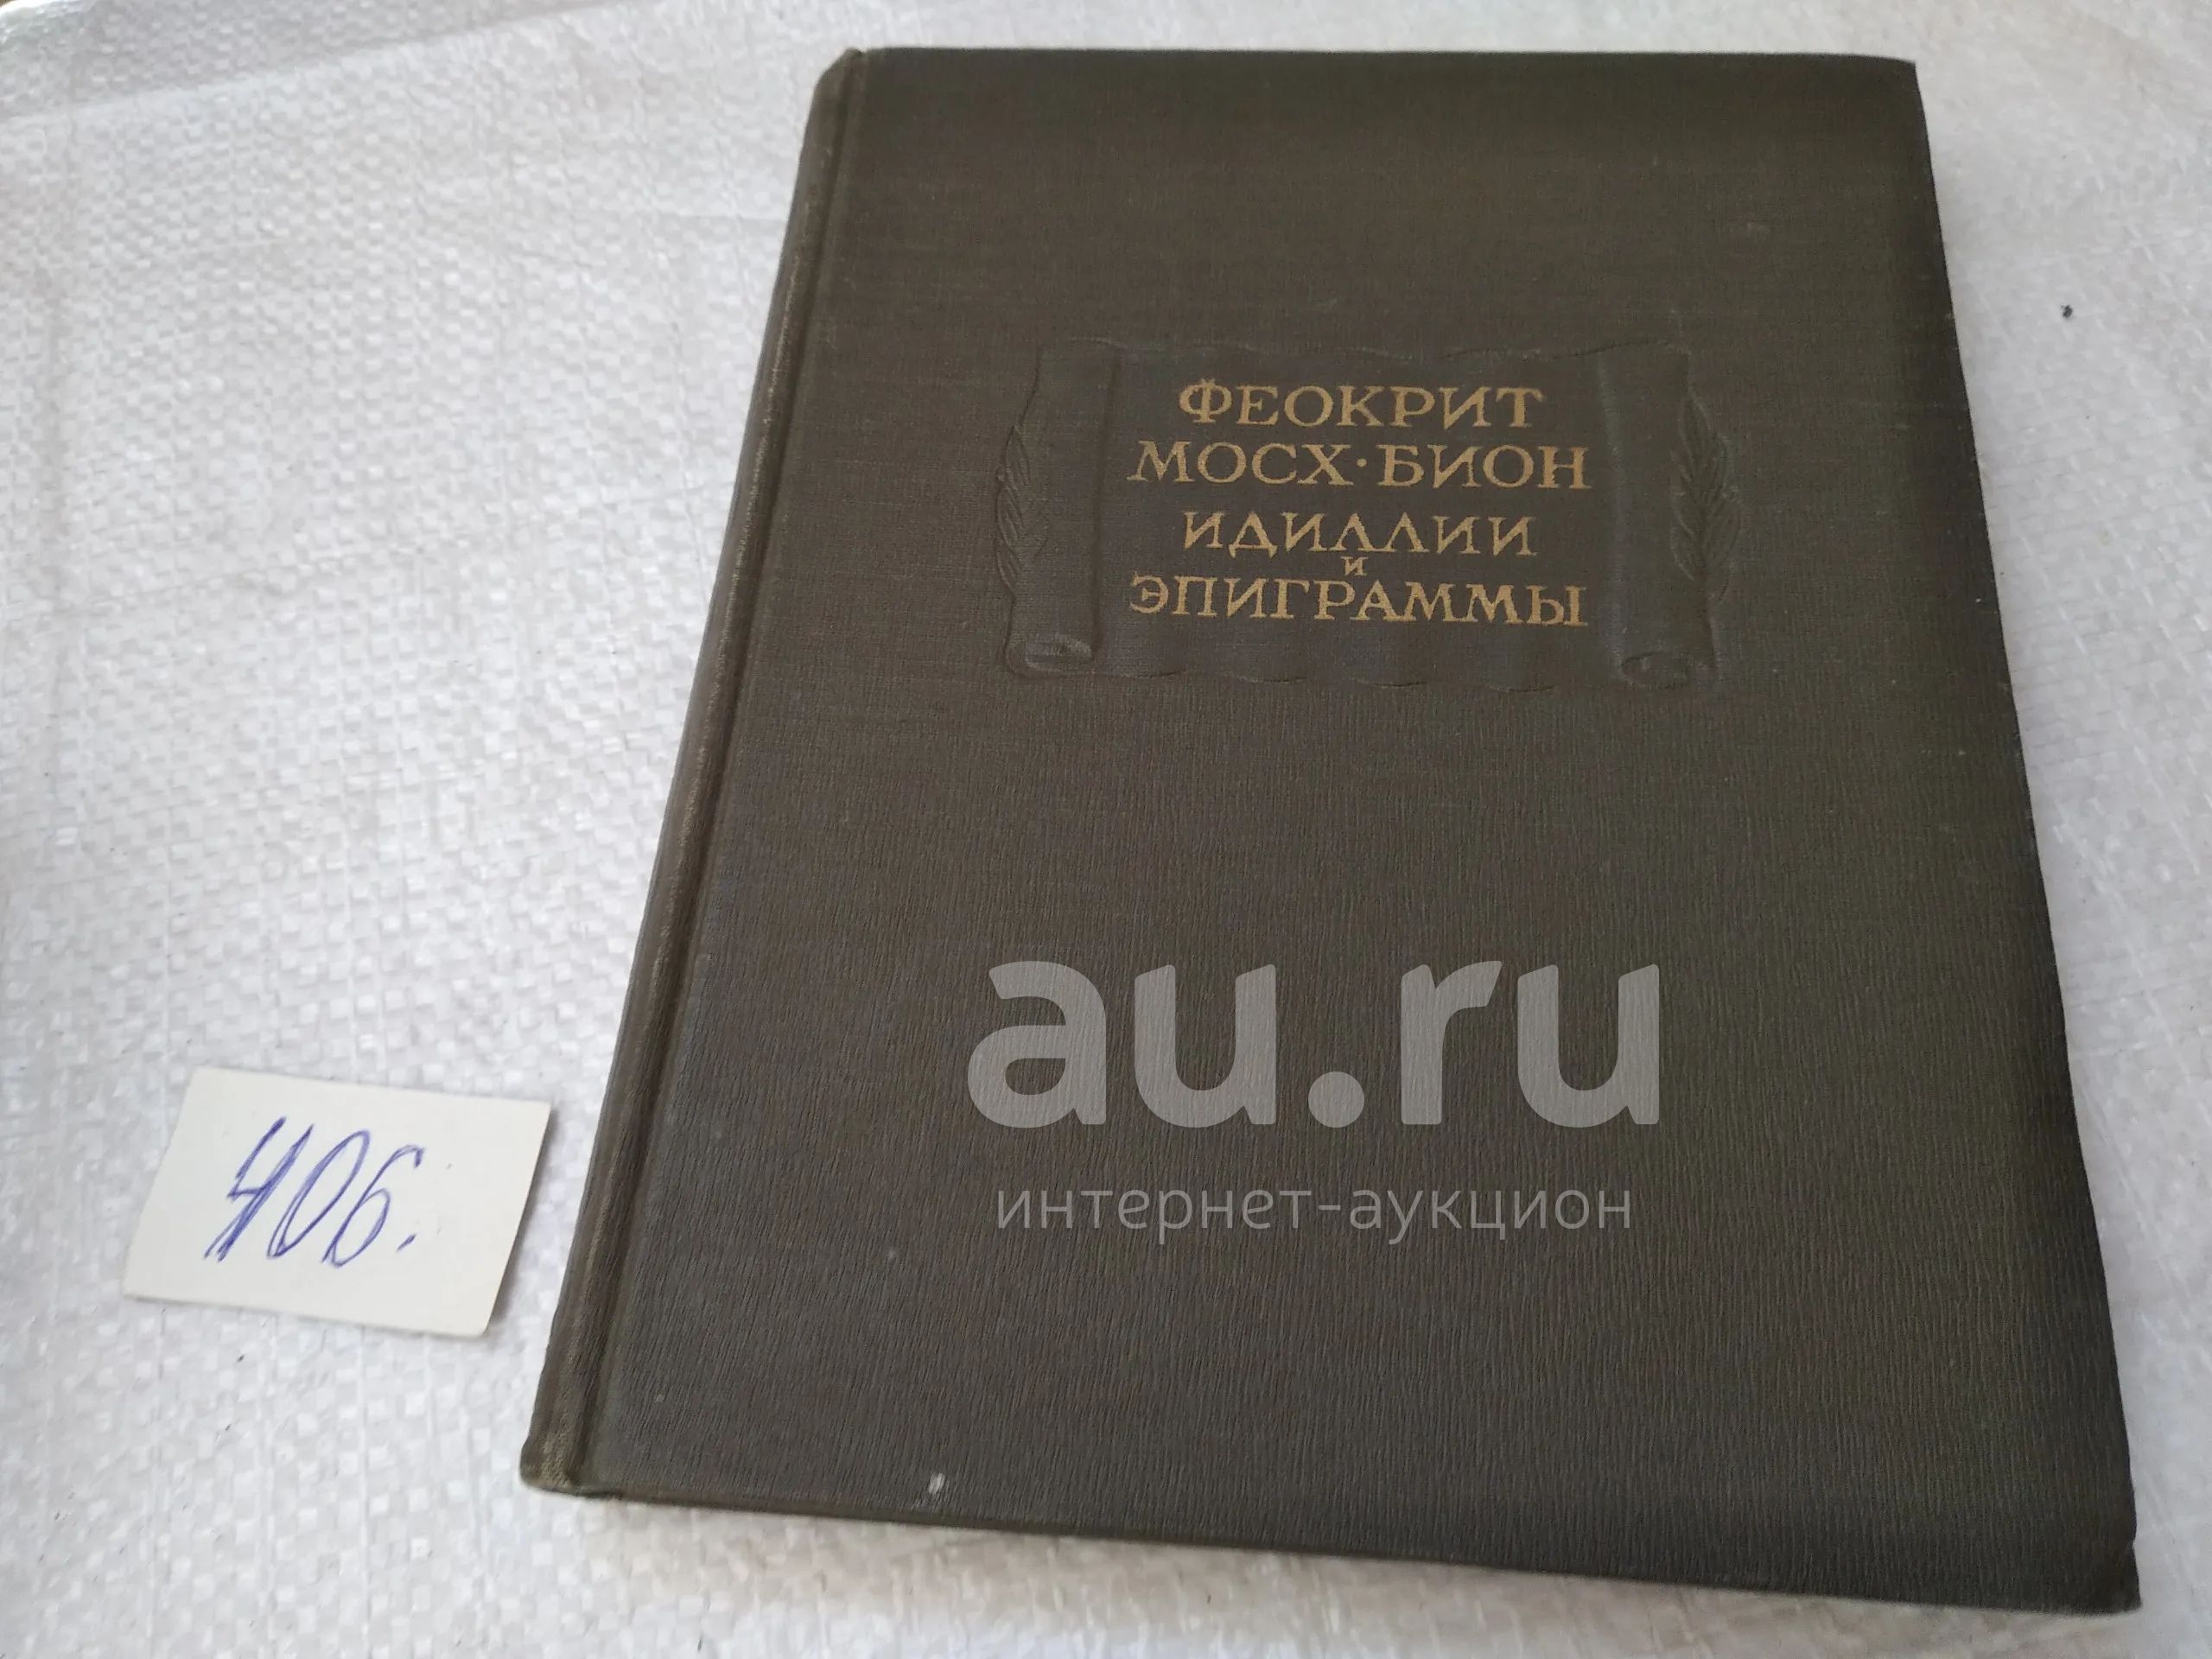 ФЕОКРИТ
МОСХ·БИОН
ИДИЛЛИИ
и
ЭПИГРАММЫ
au.ru
интернет-аукцион
406.